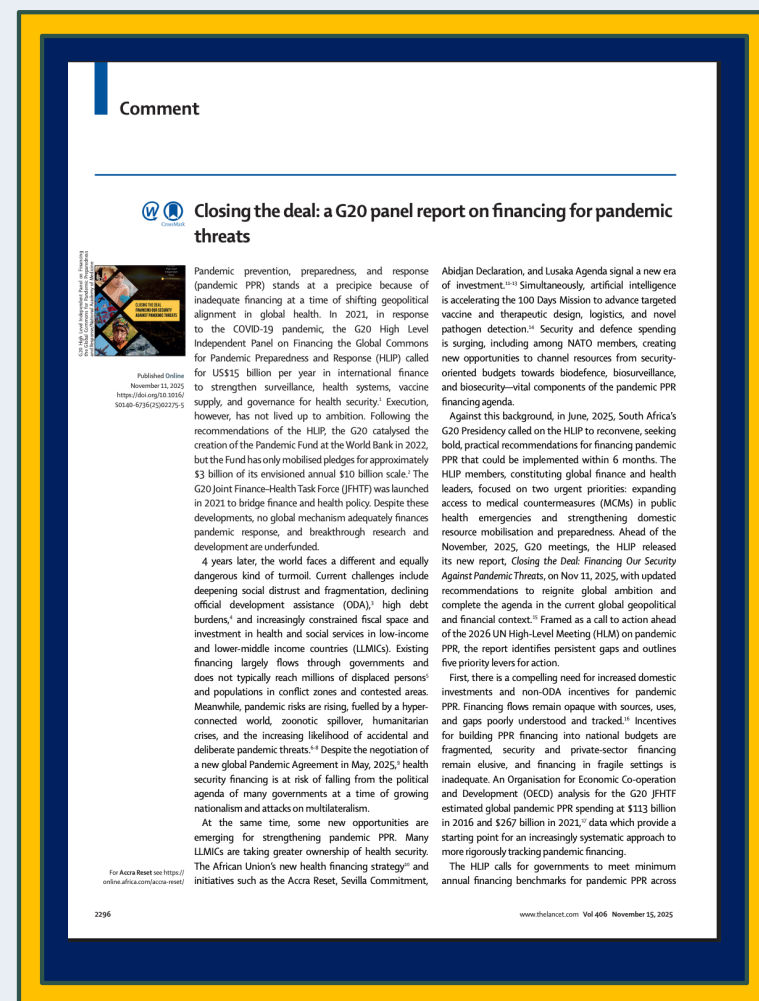 Comment
CrossMark
Closing the deal: a G20 panel report on financing for pandemic
threats
G20 High Level Independent Panel on Financing
the Global Commons for Pandemic Preparedness
and Response/National Academy of Medicine
CLOSING THE DEAL:
FINANCING OUR SECURITY
AGAINST PANDEMIC THREATS
Published Online
November 11, 2025
https://doi.org/10.1016/
S0140-6736(25)02275-5
For Accra Reset see https://
online.africa.com/accra-reset/
Pandemic prevention, preparedness, and response
(pandemic PPR) stands at a precipice because of
inadequate financing at a time of shifting geopolitical
alignment in global health. In 2021, in response
to the COVID-19 pandemic, the G20 High Level
Independent Panel on Financing the Global Commons
for Pandemic Preparedness and Response (HLIP) called
for US$15 billion per year in international finance
to strengthen surveillance, health systems, vaccine
supply, and governance for health security.1 Execution,
however, has not lived up to ambition. Following the
recommendations of the HLIP, the G20 catalysed the
creation of the Pandemic Fund at the World Bank in 2022,
but the Fund has only mobilised pledges for approximately
$3 billion of its envisioned annual $10 billion scale.2 The
G20 Joint Finance–Health Task Force (JFHTF) was launched
in 2021 to bridge finance and health policy. Despite these
developments, no global mechanism adequately finances
pandemic response, and breakthrough research and
development are underfunded.
4 years later, the world faces a different and equally
dangerous kind of turmoil. Current challenges include
deepening social distrust and fragmentation, declining
official development assistance (ODA),3 high debt
burdens,4 and increasingly constrained fiscal space and
investment in health and social services in low-income
and lower-middle income countries (LLMICs). Existing
financing largely flows through governments and
does not typically reach millions of displaced persons5
and populations in conflict zones and contested areas.
Meanwhile, pandemic risks are rising, fuelled by a hyper-
connected world, zoonotic spillover, humanitarian
crises, and the increasing likelihood of accidental and
deliberate pandemic threats.6–8 Despite the negotiation of
a new global Pandemic Agreement in May, 2025,9 health
security financing is at risk of falling from the political
agenda of many governments at a time of growing
nationalism and attacks on multilateralism.
At the same time, some new opportunities are
emerging for strengthening pandemic PPR. Many
LLMICs are taking greater ownership of health security.
The African Union's new health financing strategy10 and
initiatives such as the Accra Reset, Sevilla Commitment,
Abidjan Declaration, and Lusaka Agenda signal a new era
of investment.11–13 Simultaneously, artificial intelligence
is accelerating the 100 Days Mission to advance targeted
vaccine and therapeutic design, logistics, and novel
pathogen detection.14 Security and defence spending
is surging, including among NATO members, creating
new opportunities to channel resources from security-
oriented budgets towards biodefence, biosurveillance,
and biosecurity—vital components of the pandemic PPR
financing agenda.
Against this background, in June, 2025, South Africa's
G20 Presidency called on the HLIP to reconvene, seeking
bold, practical recommendations for financing pandemic
PPR that could be implemented within 6 months. The
HLIP members, constituting global finance and health
leaders, focused on two urgent priorities: expanding
access to medical countermeasures (MCMs) in public
health emergencies and strengthening domestic
resource mobilisation and preparedness. Ahead of the
November, 2025, G20 meetings, the HLIP released
its new report, Closing the Deal: Financing Our Security
Against Pandemic Threats, on Nov 11, 2025, with updated
recommendations to reignite global ambition and
complete the agenda in the current global geopolitical
and financial context.15 Framed as a call to action ahead
of the 2026 UN High-Level Meeting (HLM) on pandemic
PPR, the report identifies persistent gaps and outlines
five priority levers for action.
First, there is a compelling need for increased domestic
investments and non-ODA incentives for pandemic
PPR. Financing flows remain opaque with sources, uses,
and gaps poorly understood and tracked.16 Incentives
for building PPR financing into national budgets are
fragmented, security and private-sector financing
remain elusive, and financing in fragile settings is
inadequate. An Organisation for Economic Co-operation
and Development (OECD) analysis for the G20 JFHTF
estimated global pandemic PPR spending at $113 billion
in 2016 and $267 billion in 2021,17 data which provide a
starting point for an increasingly systematic approach to
more rigorously tracking pandemic financing.
The HLIP calls for governments to meet minimum
annual financing benchmarks for pandemic PPR across
2296
www.thelancet.com Vol 406 November 15, 2025